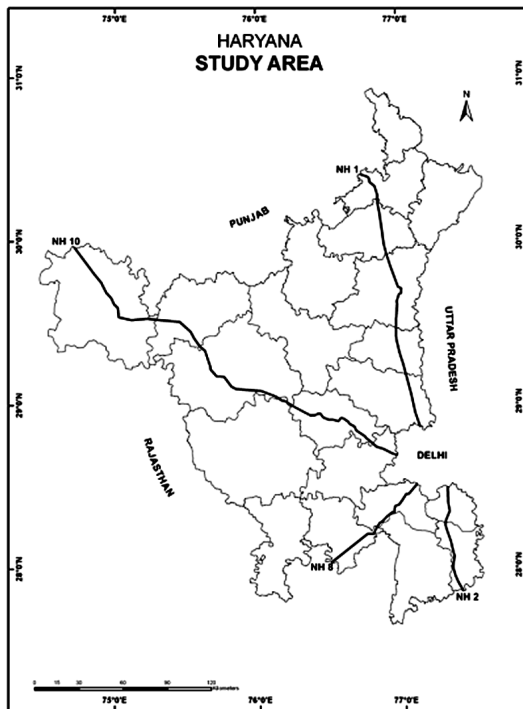 75°0'E 76°0'E 77°0'E
HARYANA
STUDY AREA
31°0'N 31°0'N
N
NH 1
PUNJAB
NH 10
30°0'N 30°0'N
UTTAR PRADESH
29°0'N 29°0'N
DELHI
RAJASTHAN
28°0'N 28°0'N
NH 8
NH 2
0 15 30 60 90 120
Kilometers
75°0'E 76°0'E 77°0'E